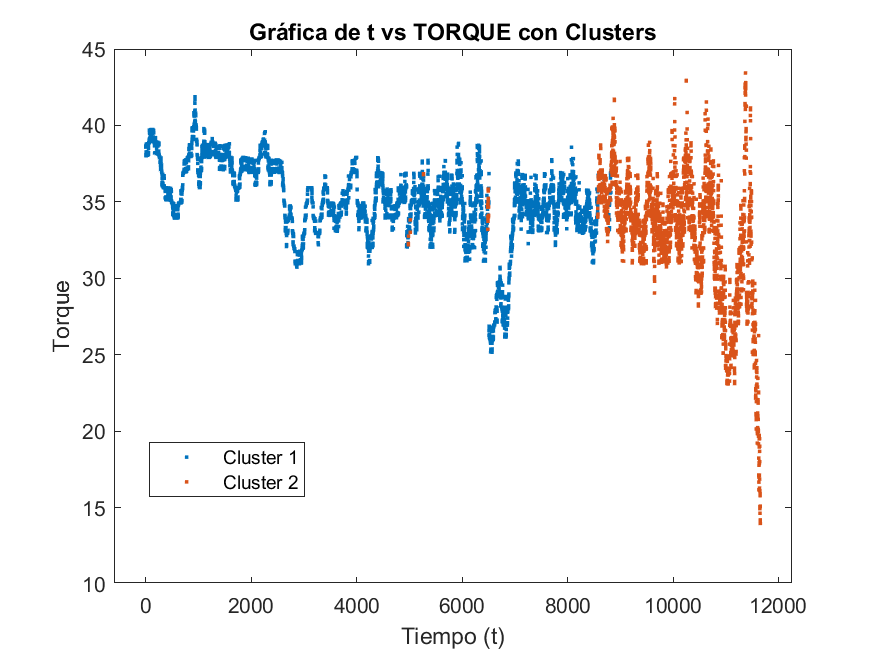 Gráfica de t vs TORQUE con Clusters
45
40
35
30
25
20
15
10
Torque
Cluster 1
Cluster 2
0 2000 4000 6000 8000 10000 12000
Tiempo (t)